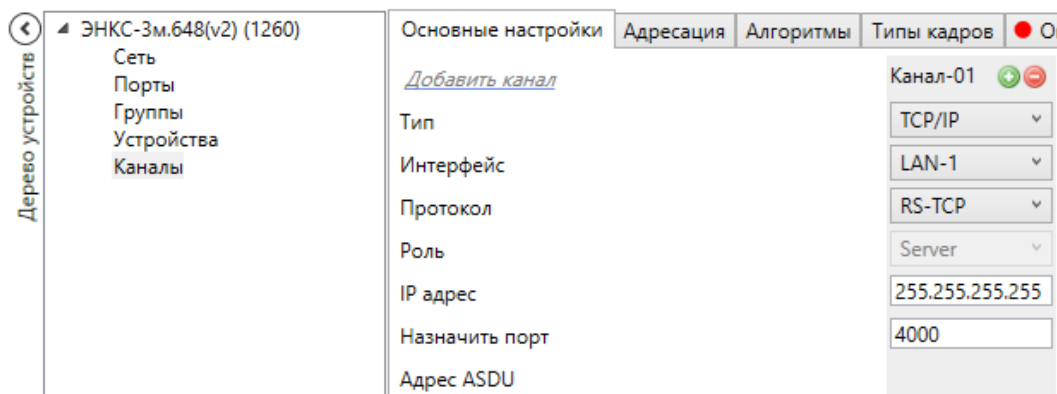 Дерево устройств
ЭНКС-3м.648(v2) (1260)
Сеть
Порты
Группы
Устройства
Каналы
Основные настройки Адресация Алгоритмы Типы кадров
Добавить канал Канал-01
Тип TCP/IP
Интерфейс LAN-1
Протокол RS-TCP
Роль Server
IP адрес 255.255.255.255
Назначить порт 4000
Адрес ASDU